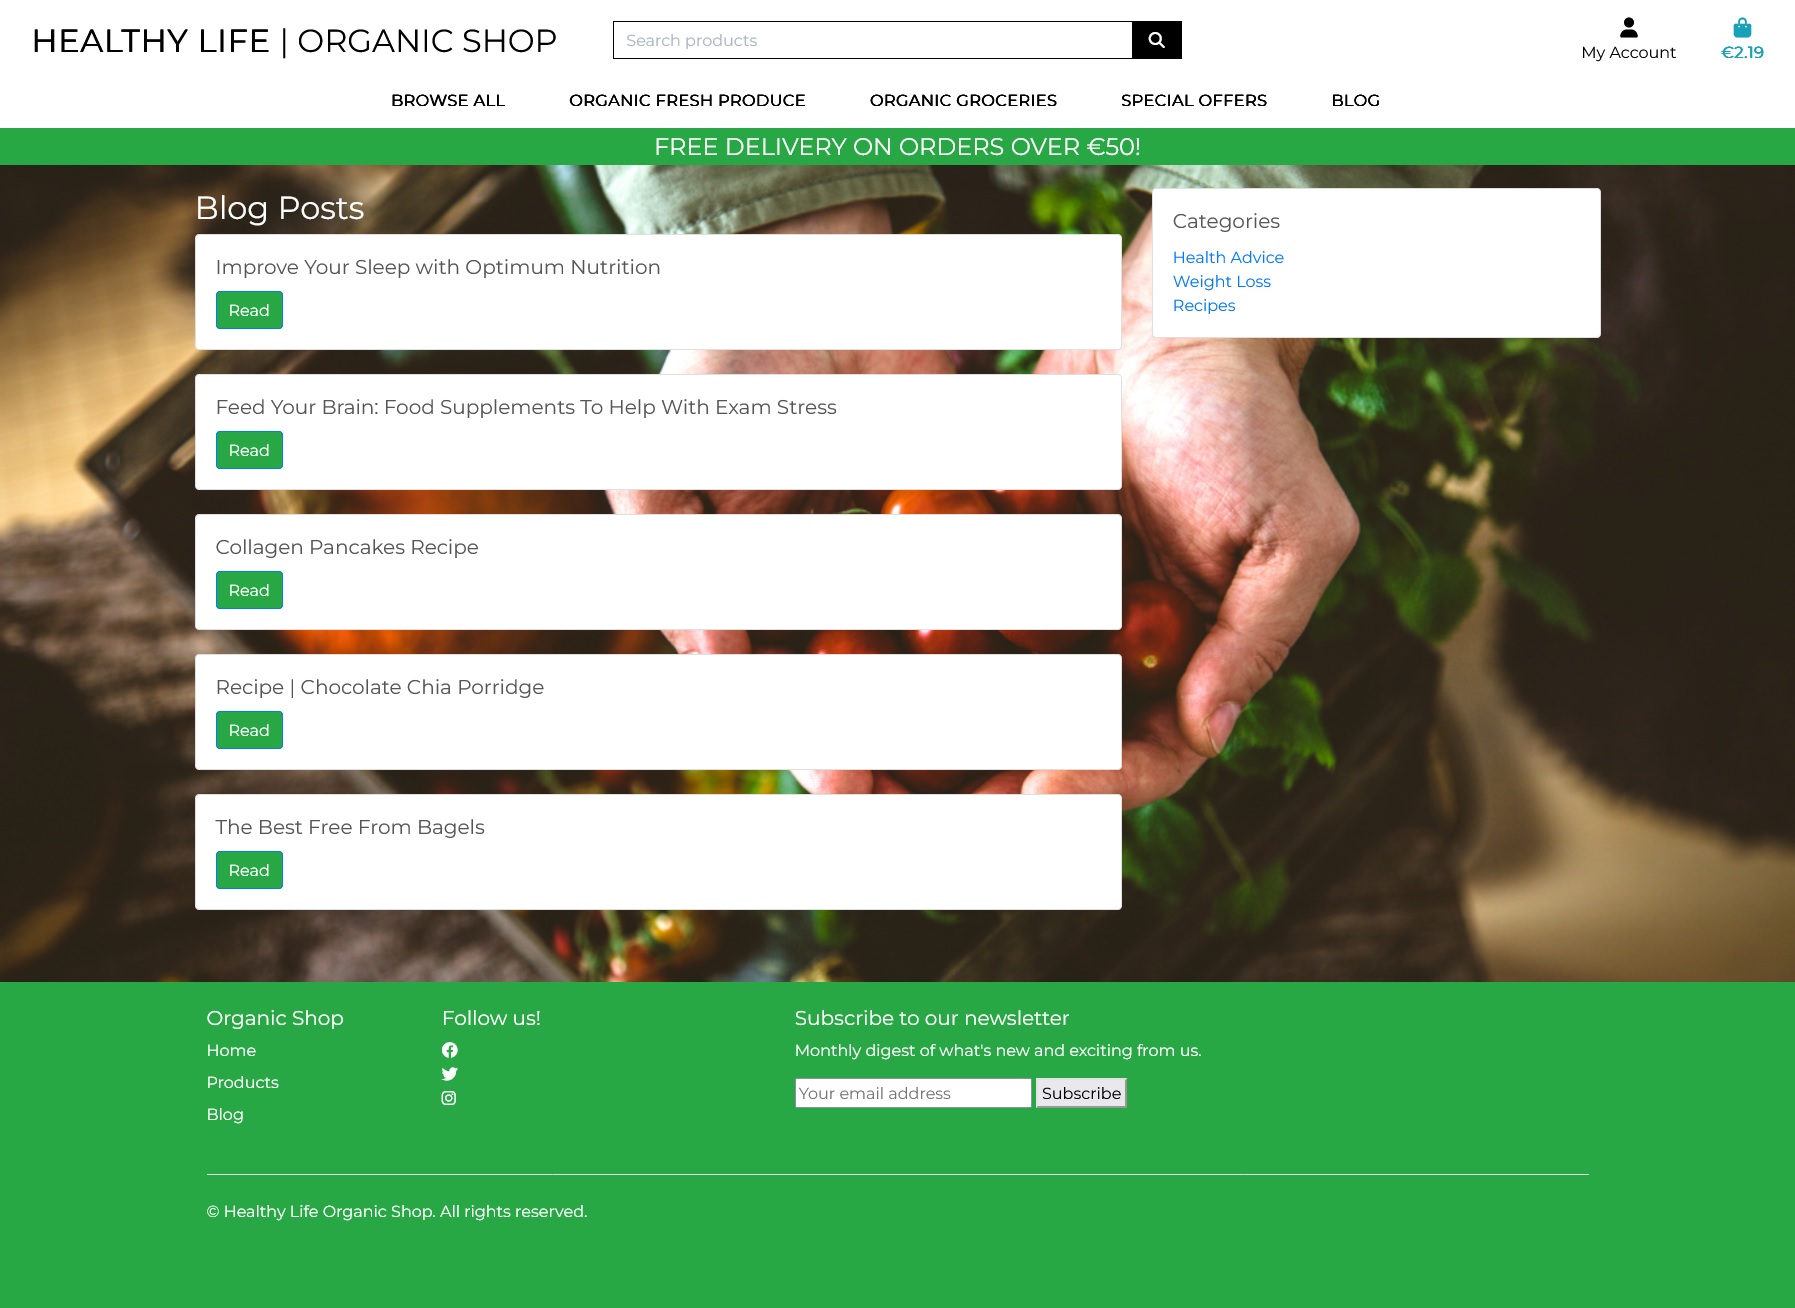 HEALTHY LIFE | ORGANIC SHOP
Search products
My Account
€2.19
BROWSE ALL
ORGANIC FRESH PRODUCE
ORGANIC GROCERIES
SPECIAL OFFERS
BLOG
FREE DELIVERY ON ORDERS OVER €50!
Blog Posts
Improve Your Sleep with Optimum Nutrition
Read
Feed Your Brain: Food Supplements To Help With Exam Stress
Read
Collagen Pancakes Recipe
Read
Recipe | Chocolate Chia Porridge
Read
The Best Free From Bagels
Read
Categories
Health Advice
Weight Loss
Recipes
Organic Shop
Home
Products
Blog
Follow us!
Subscribe to our newsletter
Monthly digest of what's new and exciting from us.
Your email address
Subscribe
© Healthy Life Organic Shop. All rights reserved.